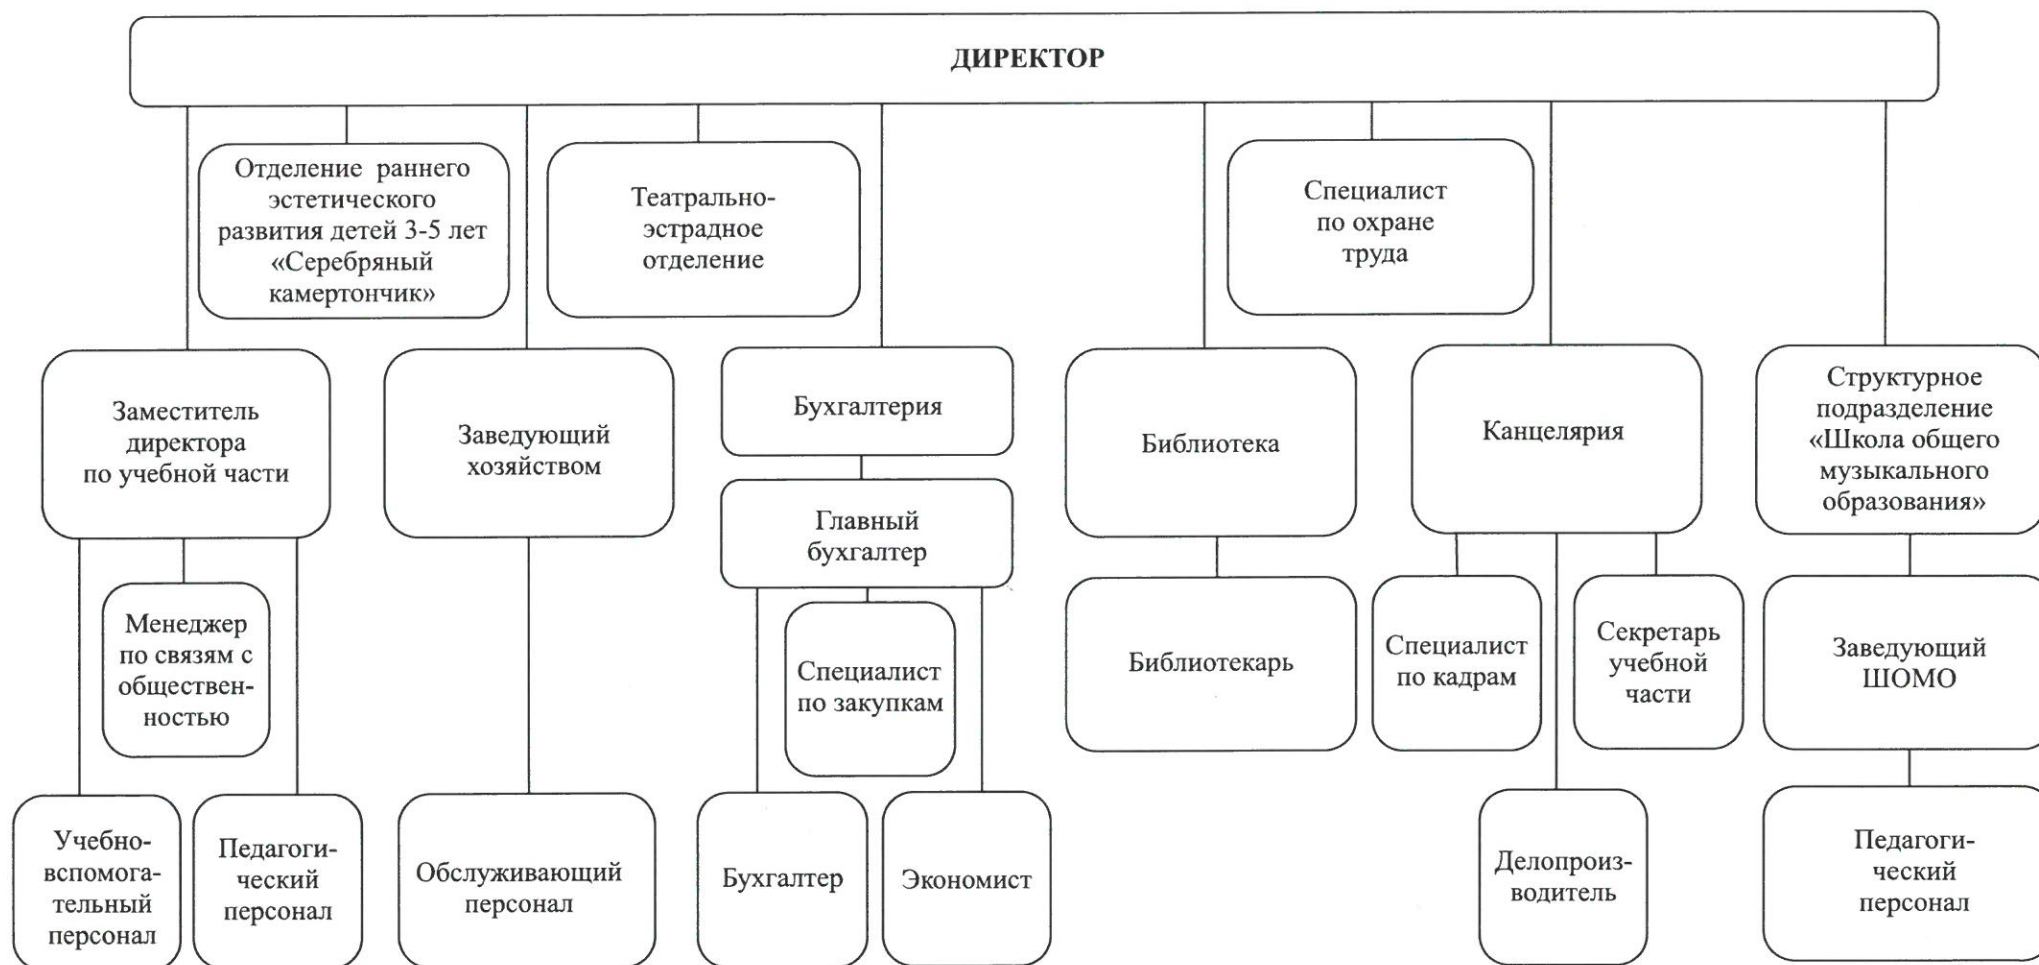 ДИРЕКТОР
Отделение раннего
эстетического
развития детей 3-5 лет
«Серебряный
камертончик»
Театрально-
эстрадное
отделение
Специалист
по охране
труда
Заместитель
директора
по учебной части
Заведующий
хозяйством
Бухгалтерия
Главный
бухгалтер
Библиотека
Канцелярия
Структурное
подразделение
«Школа общего
музыкального
образования»
Менеджер
по связям с
обществен-
ностью
Специалист
по закупкам
Библиотекарь
Специалист
по кадрам
Секретарь
учебной
части
Заведующий
ШОМО
Учебно-
вспомога-
тельный
персонал
Педагоги-
ческий
персонал
Обслуживающий
персонал
Бухгалтер
Экономист
Делопроиз-
водитель
Педагоги-
ческий
персонал